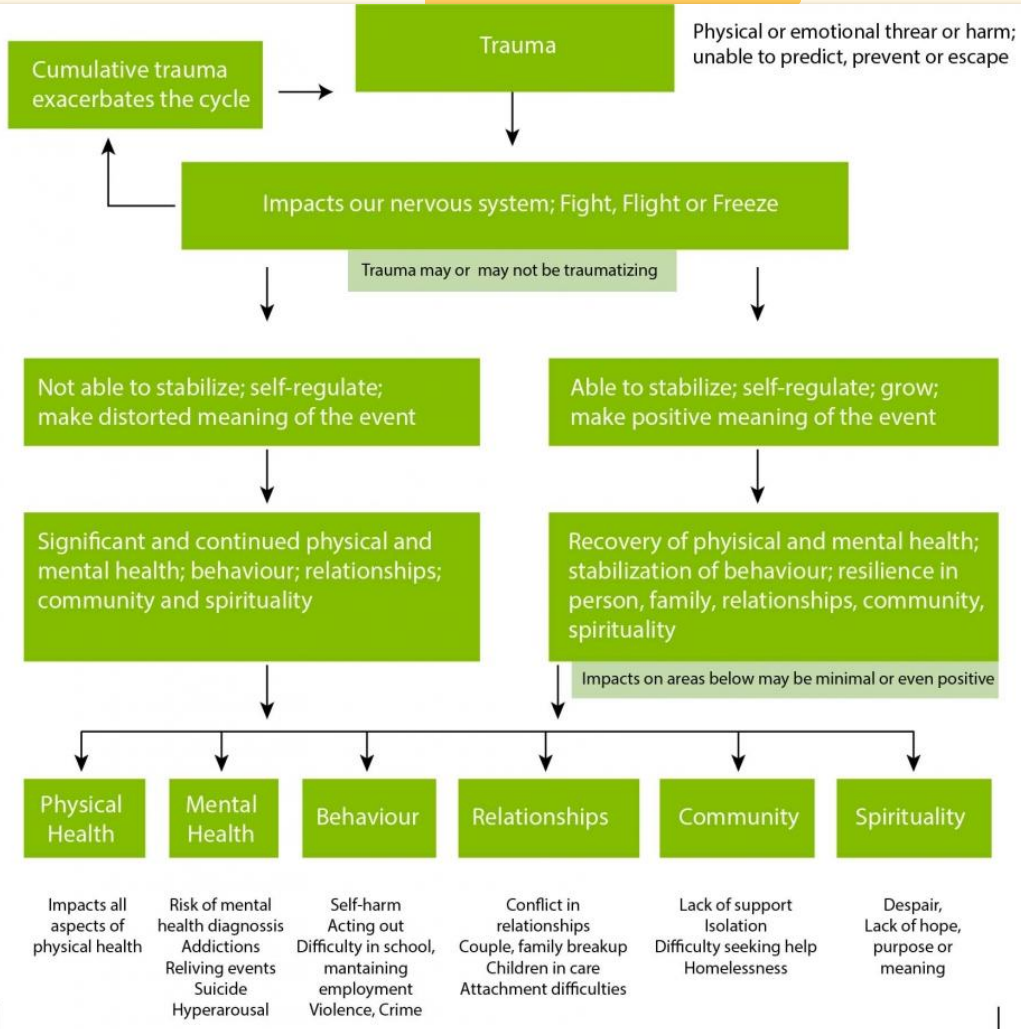 Trauma
Physical or emotional threar or harm;
unable to predict, prevent or escape
Cumulative trauma
exacerbates the cycle
Impacts our nervous system; Fight, Flight or Freeze
Trauma may or may not be traumatizing
Not able to stabilize; self-regulate;
make distorted meaning of the event
Able to stabilize; self-regulate; grow;
make positive meaning of the event
Significant and continued physical and
mental health; behaviour; relationships;
community and spirituality
Recovery of phyisical and mental health;
stabilization of behaviour; resilience in
person, family, relationships, community,
spirituality
Impacts on areas below may be minimal or even positive
Physical
Health
Mental
Health
Behaviour
Relationships
Community
Spirituality
Impacts all
aspects of
physical health
Risk of mental
health diagnosis
Addictions
Reliving events
Suicide
Hyperarousal
Self-harm
Acting out
Difficulty in school,
mantaining
employment
Violence, Crime
Conflict in
relationships
Couple, family breakup
Children in care
Attachment difficulties
Lack of support
Isolation
Difficulty seeking help
Homelessness
Despair,
Lack of hope,
purpose or
meaning